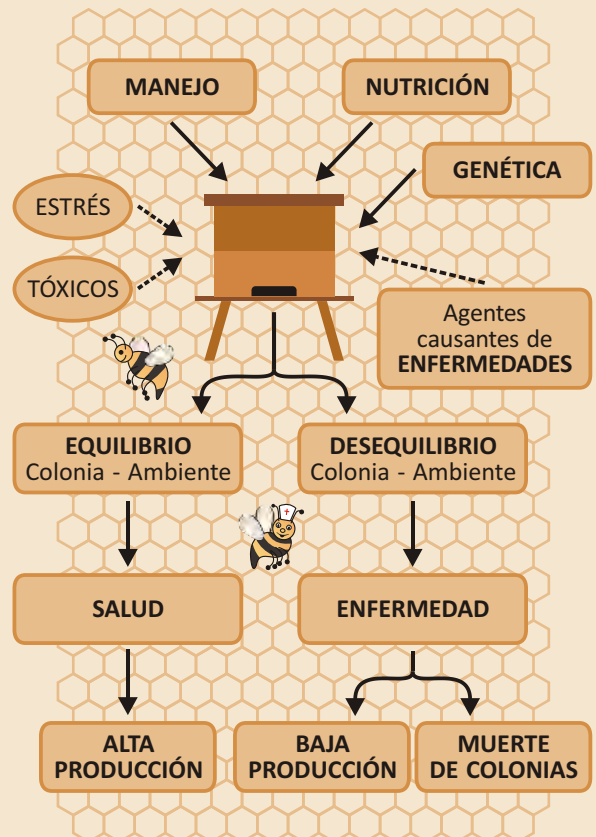 MANEJO
NUTRICIÓN
GENÉTICA
ESTRÉS
TÓXICOS
Agentes
causantes de
ENFERMEDADES
EQUILIBRIO
Colonia - Ambiente
DESEQUILIBRIO
Colonia - Ambiente
SALUD
ENFERMEDAD
ALTA
PRODUCCIÓN
BAJA
PRODUCCIÓN
MUERTE
DE COLONIAS